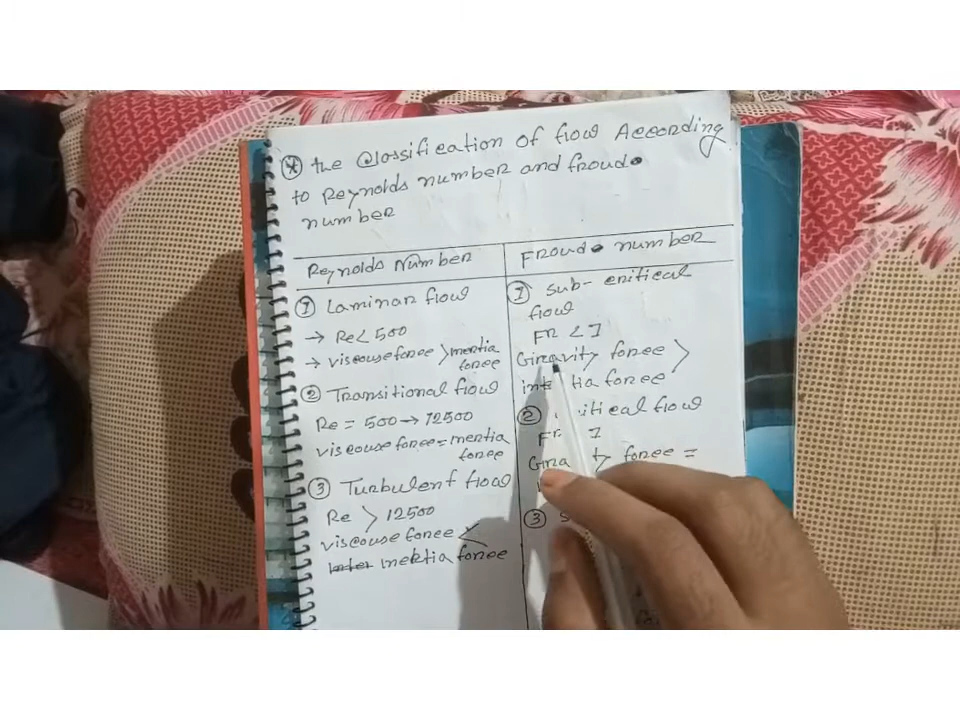 * the Classification of flow According
to Reynolds number and froude
number
Reynolds Number
① Laminar flow
→ Re < 500
→ viscouse force > inertia
force
② Transitional flow
Re = 500 → 12500
viscouse force = inertia
force
③ Turbulent flow
Re > 12500
viscouse force <
inertia force
Froude number
① Sub-critical
flow
FR < 1
Gravity force >
force
②
flow
force =
③